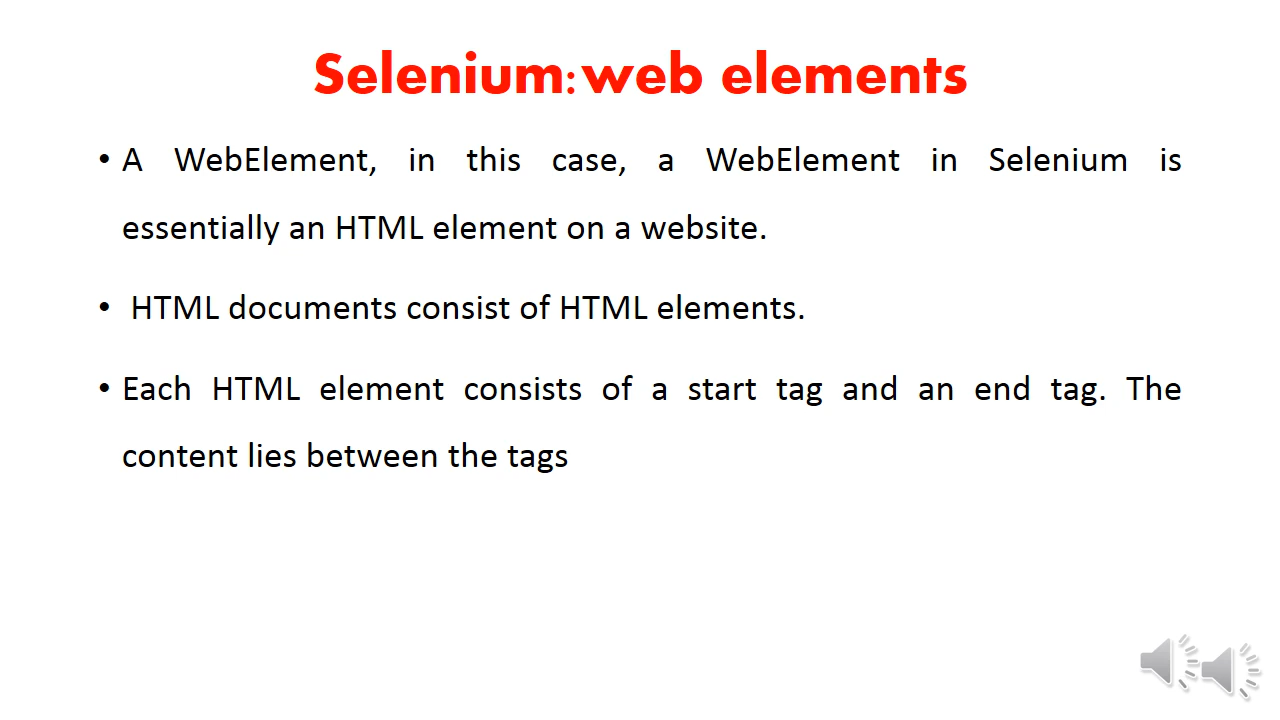 Selenium:web elements
• A WebElement, in this case, a WebElement in Selenium is
essentially an HTML element on a website.
• HTML documents consist of HTML elements.
• Each HTML element consists of a start tag and an end tag. The
content lies between the tags